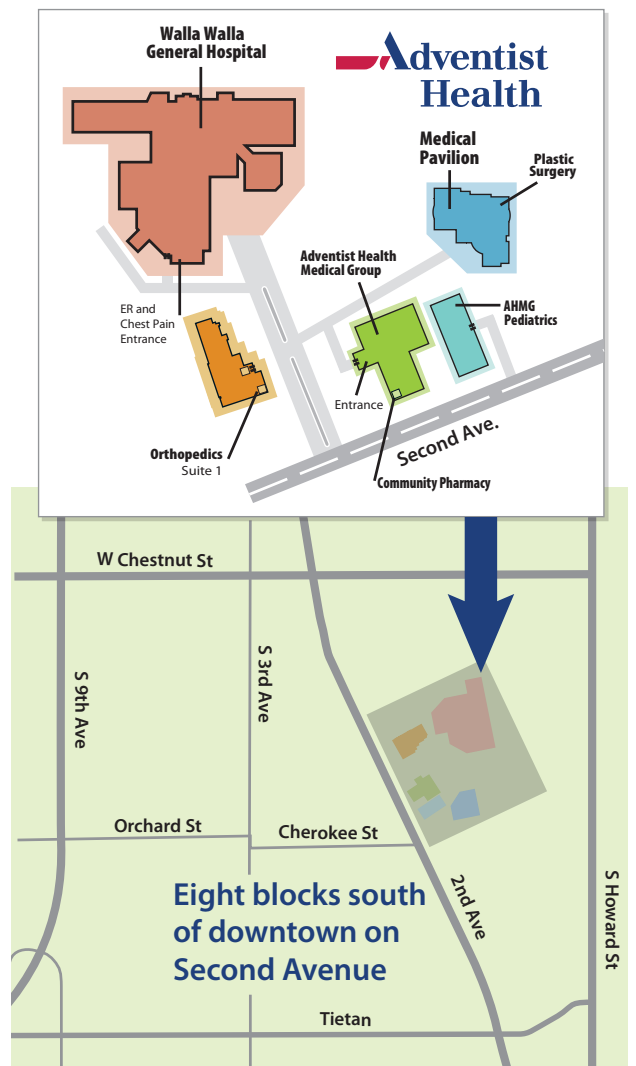 Walla Walla
General Hospital
Adventist
Health
Medical
Pavilion
Plastic
Surgery
Adventist Health
Medical Group
AHMG
Pediatrics
ER and
Chest Pain
Entrance
Entrance
Orthopedics
Suite 1
Second Ave.
Community Pharmacy
W Chestnut St
S 9th Ave
S 3rd Ave
Orchard St
Cherokee St
2nd Ave
S Howard St
Eight blocks south
of downtown on
Second Avenue
Tietan